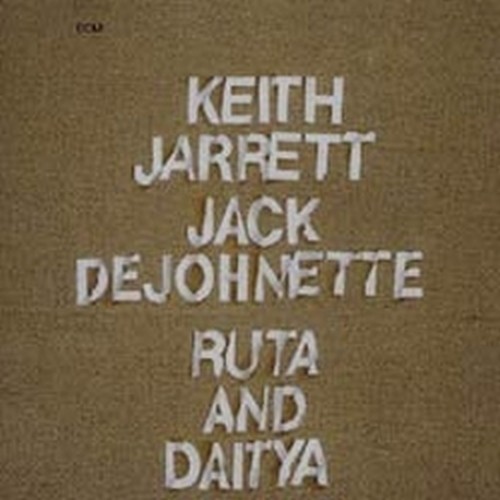 ECM
KEITH
JARRETT
JACK
DEJOHNETTE
RUTA
AND
DAITYA